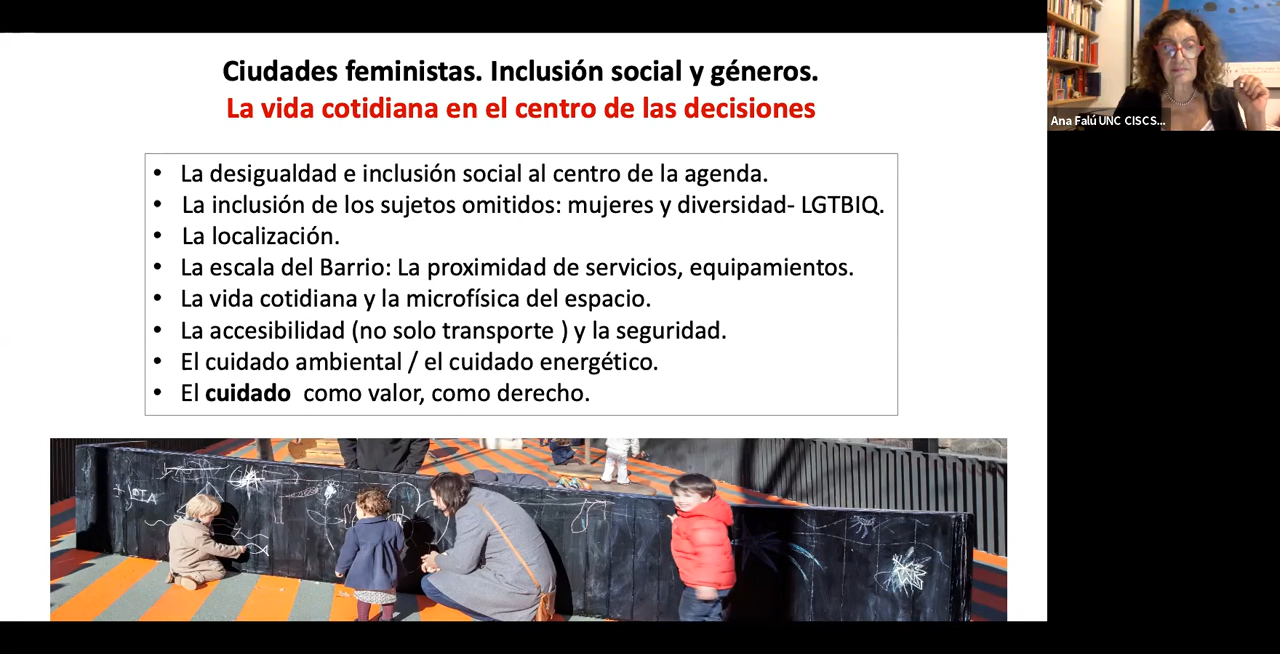 Ciudades feministas. Inclusión social y géneros.
La vida cotidiana en el centro de las decisiones
• La desigualdad e inclusión social al centro de la agenda.
• La inclusión de los sujetos omitidos: mujeres y diversidad- LGTBIQ.
• La localización.
• La escala del Barrio: La proximidad de servicios, equipamientos.
• La vida cotidiana y la microfísica del espacio.
• La accesibilidad (no solo transporte ) y la seguridad.
• El cuidado ambiental / el cuidado energético.
• El cuidado como valor, como derecho.
Ana Falú UNC CISCS...